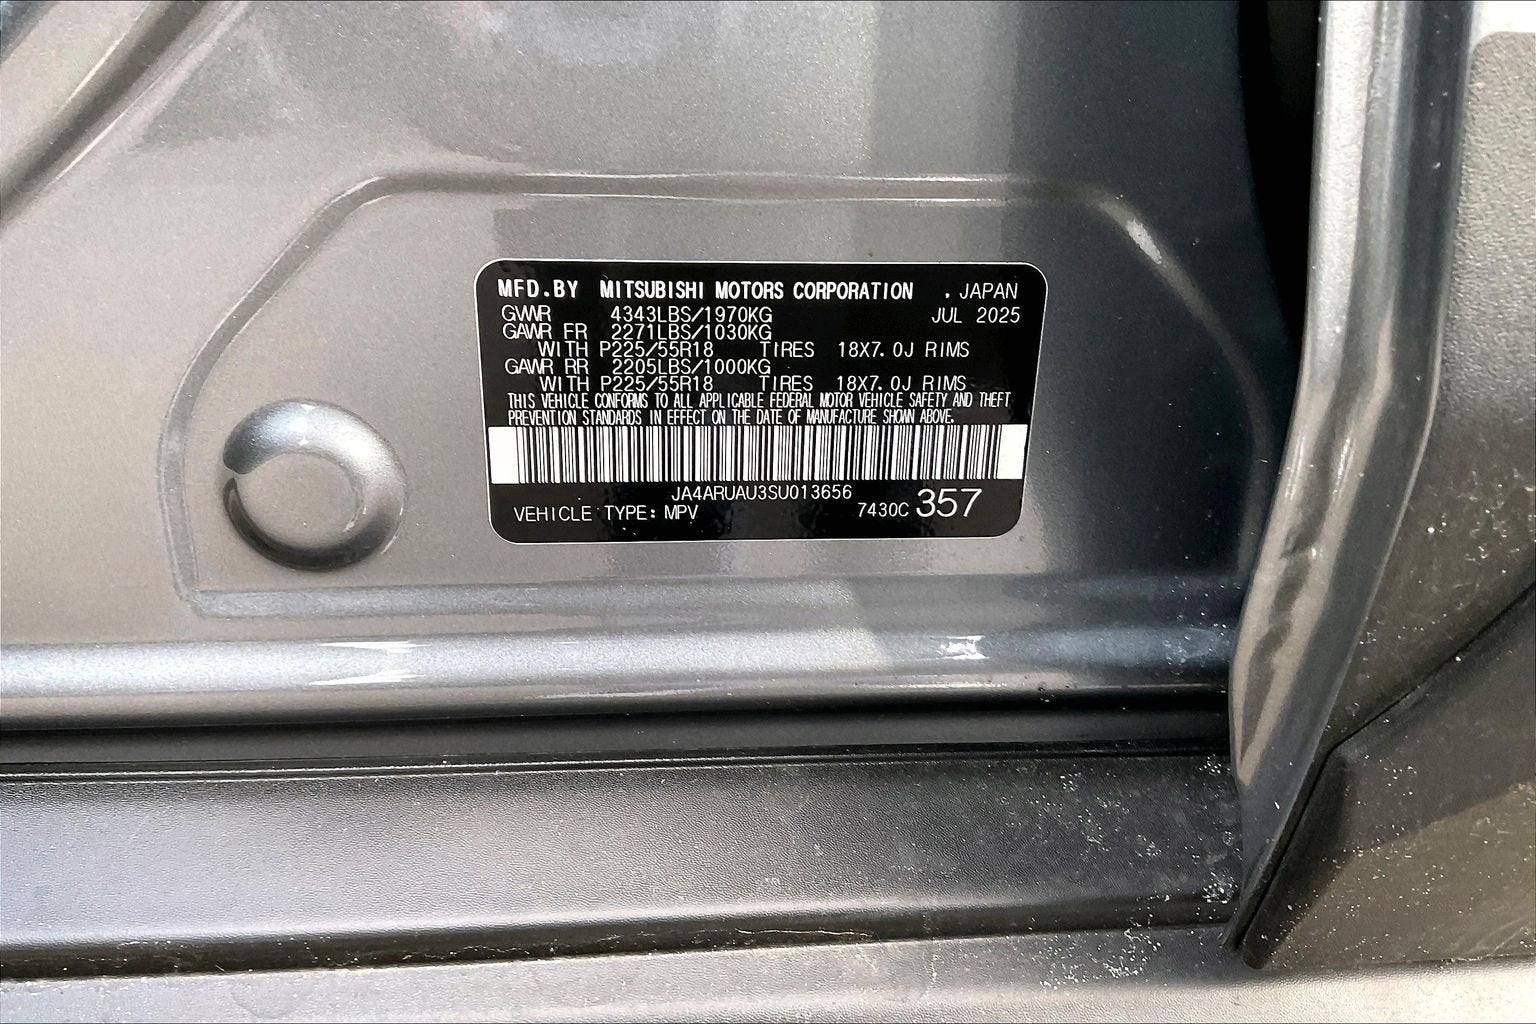 MFD.BY MITSUBISHI MOTORS CORPORATION , JAPAN
GVWR 4343LBS/1970KG JUL 2025
GAWR FR 2271LBS/1030KG
WITH P225/55R18 TIRES 18X7.0J RIMS
GAWR RR 2205LBS/1000KG
WITH P225/55R18 TIRES 18X7.0J RIMS
THIS VEHICLE CONFORMS TO ALL APPLICABLE FEDERAL MOTOR VEHICLE SAFETY AND THEFT
PREVENTION STANDARDS IN EFFECT ON THE DATE OF MANUFACTURE SHOWN ABOVE.
JA4ARUAU3SU013656
VEHICLE TYPE: MPV 7430C 357